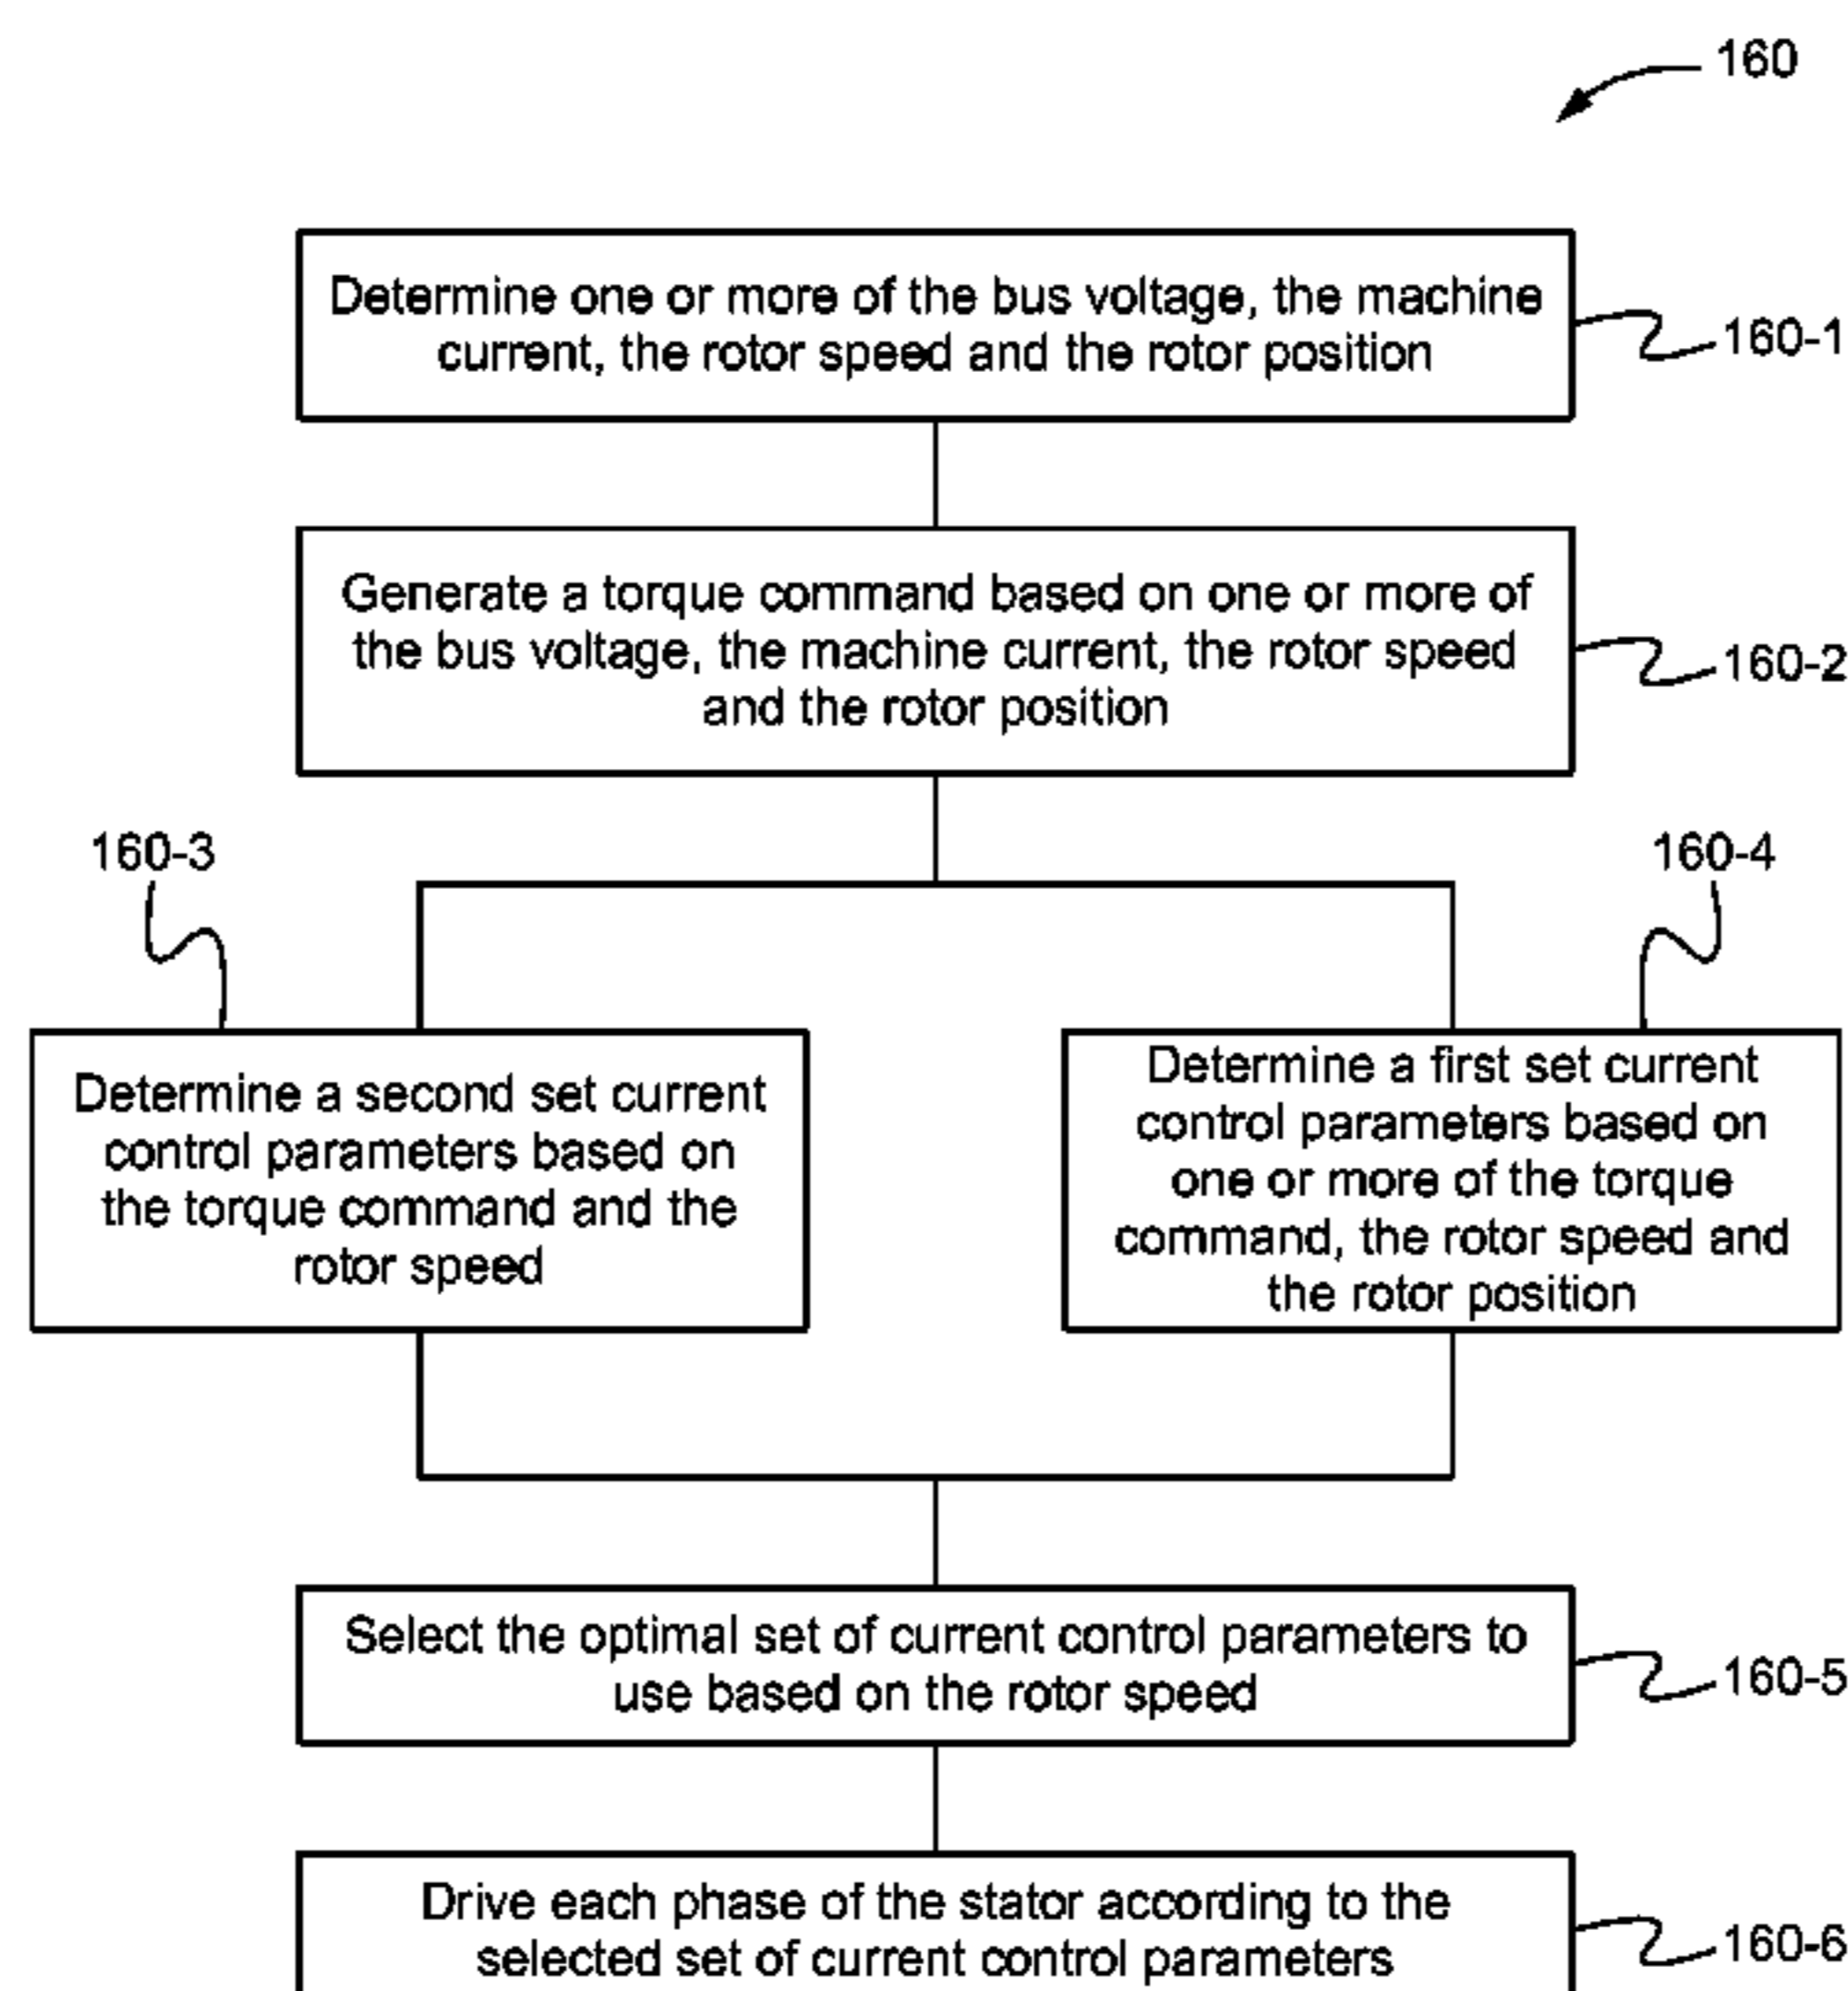 160
Determine one or more of the bus voltage, the machine
current, the rotor speed and the rotor position
160-1
Generate a torque command based on one or more of
the bus voltage, the machine current, the rotor speed
and the rotor position
160-2
160-3
160-4
Determine a second set current
control parameters based on
the torque command and the
rotor speed
Determine a first set current
control parameters based on
one or more of the torque
command, the rotor speed and
the rotor position
Select the optimal set of current control parameters to
use based on the rotor speed
160-5
Drive each phase of the stator according to the
selected set of current control parameters
160-6